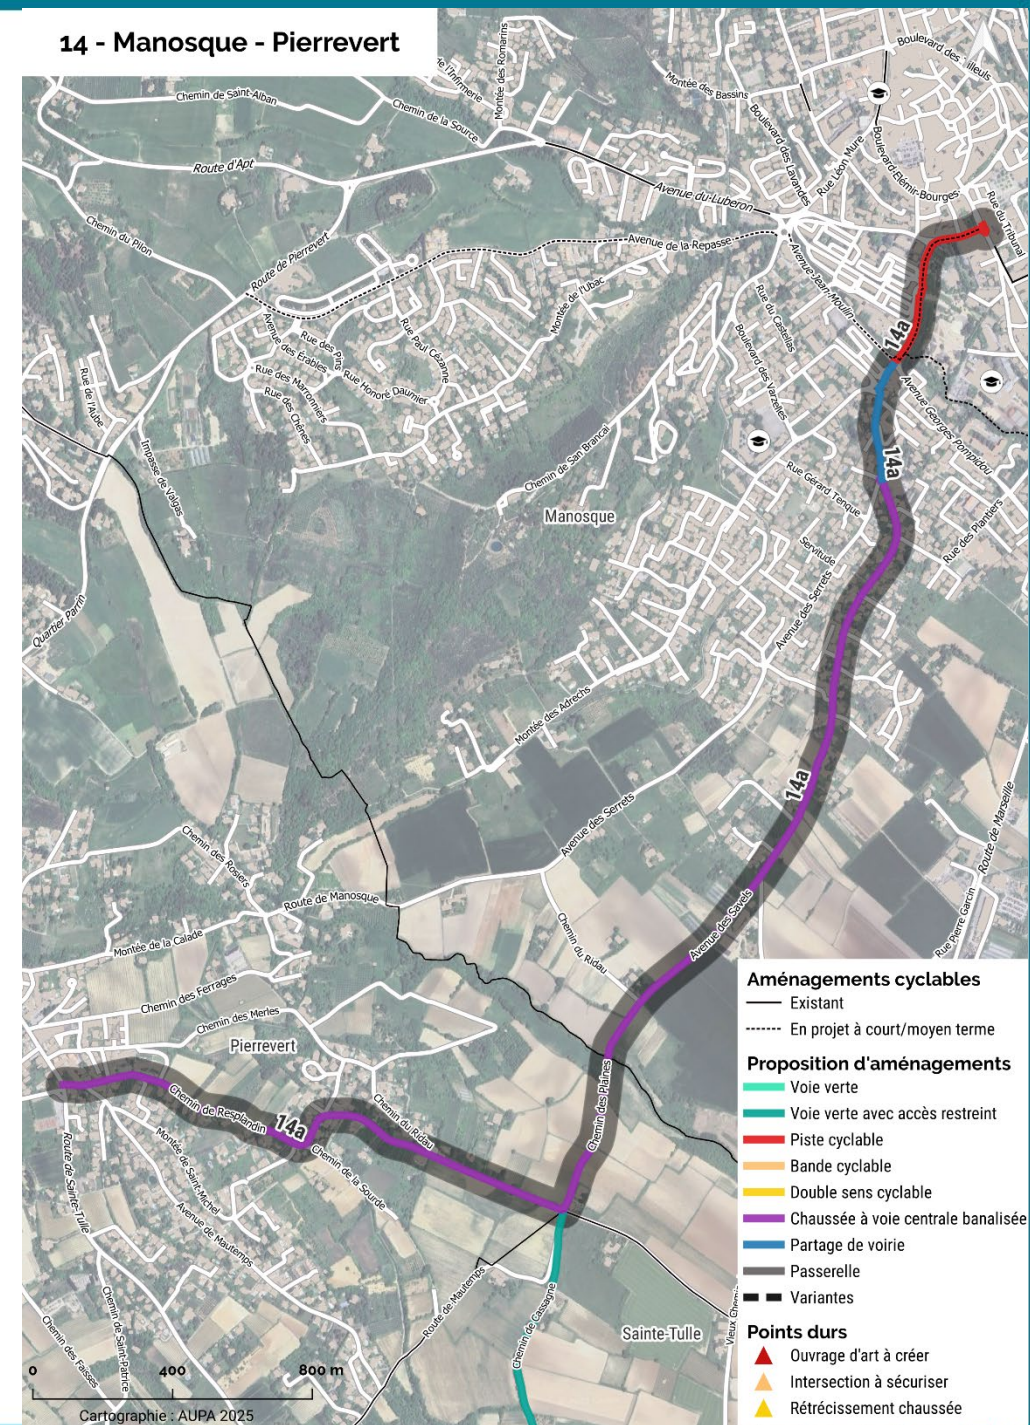 14 - Manosque - Pierrevert
Boulevard des Tilleuls
Montée des Romarins
Montée des Bassins
Chemin de Saint-Alban
Chemin de la Source
Boulevard des Lavandes
Rue Léon Mure
Boulevard-Elémir-Bourges
Route d'Apt
Avenue du Luberon
Rue du Tribunal
Chemin du Pilon
Route de Pierrevert
Avenue de la Repasse
Avenue Jean-Moulin
Montée de l'Ubac
Rue du Castellas
Avenue des Érables
Rue des Pins
Rue Paul Cézanne
Boulevard des Varzelles
14a
Rue de l'Aube
Rue des Marronniers
Rue Honoré Daumier
Rue des Chênes
Avenue Georges Pompidou
Impasse de Valgas
Chemin de San Brancaï
14a
Rue Gérard Tenque
Manosque
Rue des Plantiers
Servitude
Quartier Parrin
Avenue des Serrets
Montée des Adrechs
14a
Route de Marseille
Avenue des Serrets
Chemin des Rosiers
Route de Manosque
Avenue des Savels
Rue Pierre Garcin
Montée de la Calade
Chemin du Ridau
Chemin des Ferrages
Chemin des Merles
Pierrevert
Chemin des Plaines
Chemin de Resplandin
14a
Chemin du Ridau
Chemin de la Sourde
Route de Sainte-Tulle
Montée de Saint-Michel
Avenue de Mautemps
Route de Mautemps
Chemin de Cassagne
Sainte-Tulle
Chemin des Faïsses
Chemin de Saint-Patrice
Aménagements cyclables
Existant
En projet à court/moyen terme
Proposition d'aménagements
Voie verte
Voie verte avec accès restreint
Piste cyclable
Bande cyclable
Double sens cyclable
Chaussée à voie centrale banalisée
Partage de voirie
Passerelle
Variantes
Points durs
Ouvrage d'art à créer
Intersection à sécuriser
Rétrécissement chaussée
0 400 800 m
Cartographie : AUPA 2025